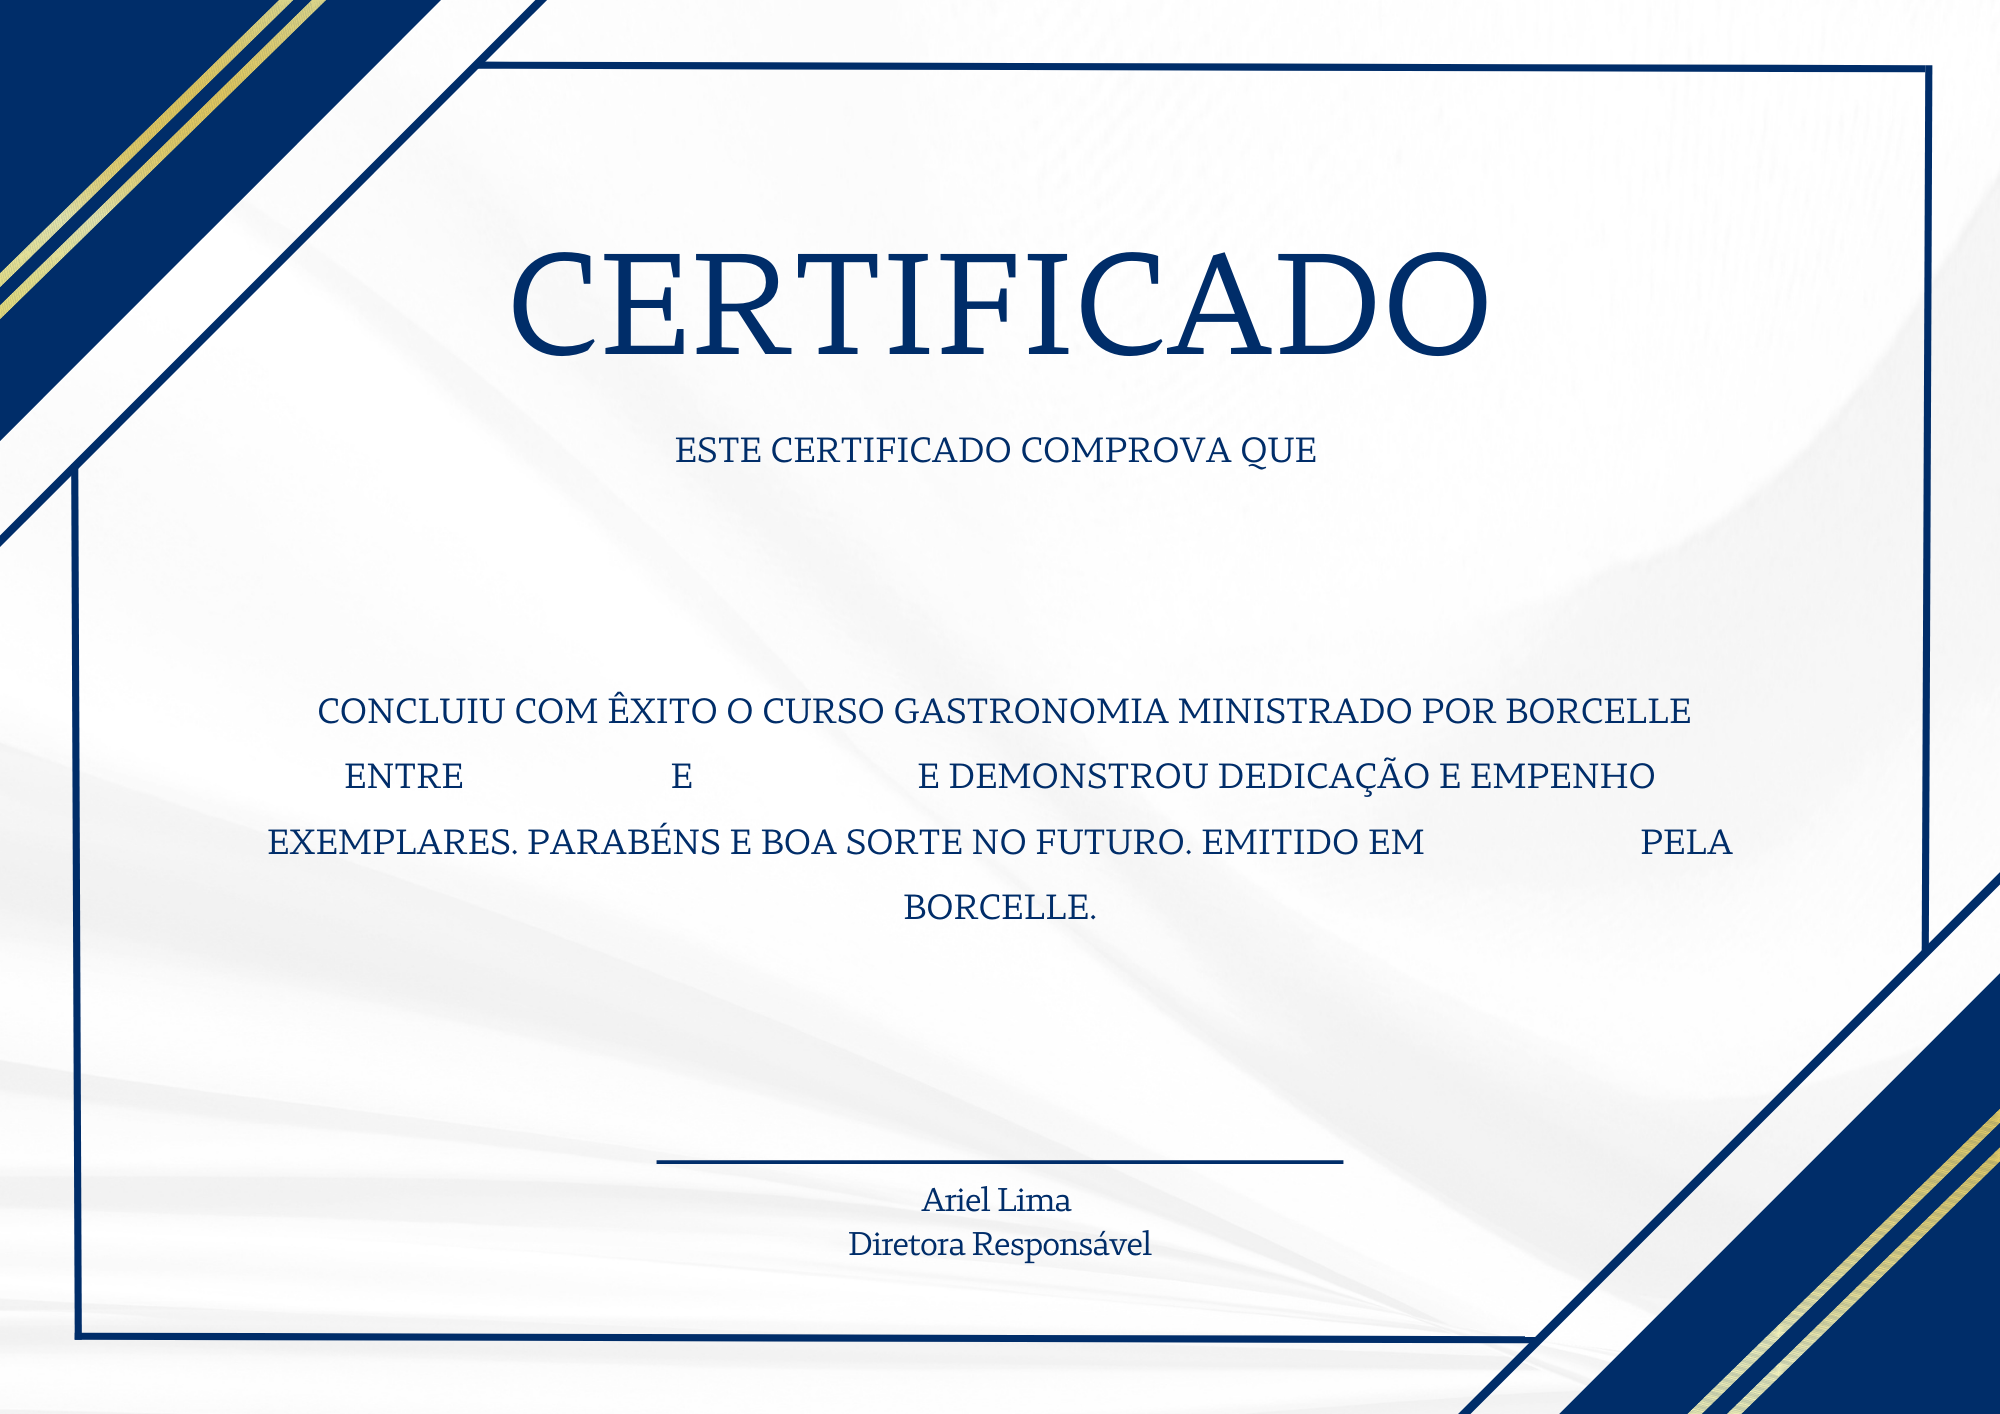 CERTIFICADO
ESTE CERTIFICADO COMPROVA QUE
CONCLUIU COM ÊXITO O CURSO GASTRONOMIA MINISTRADO POR BORCELLE
ENTRE E E DEMONSTROU DEDICAÇÃO E EMPENHO
EXEMPLARES. PARABÉNS E BOA SORTE NO FUTURO. EMITIDO EM PELA
BORCELLE.
Ariel Lima
Diretora Responsável